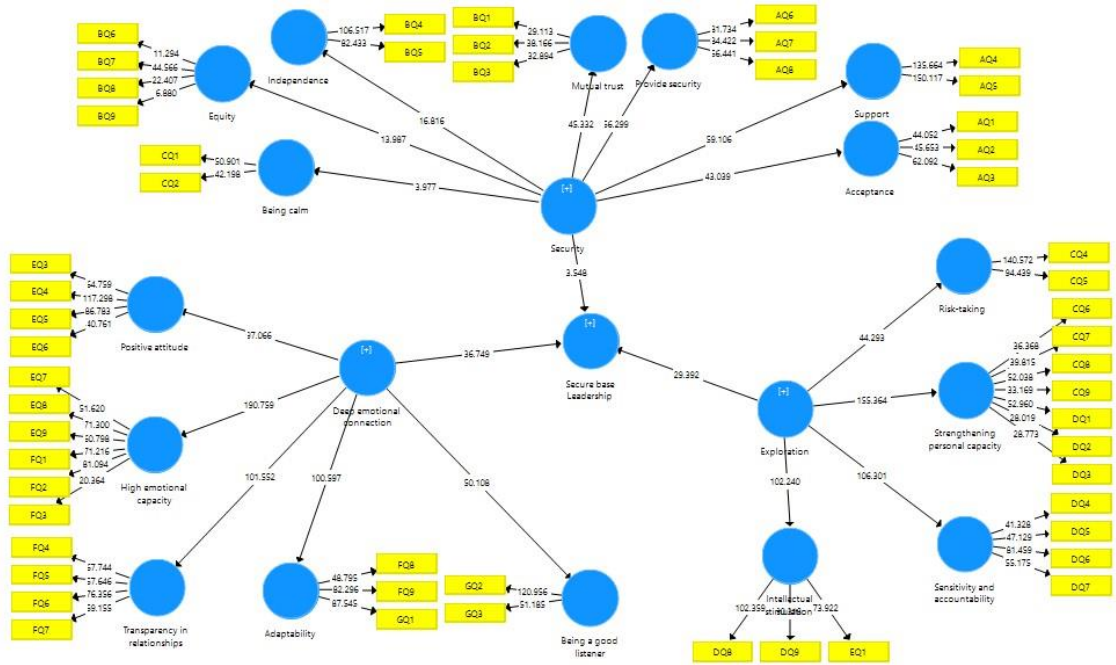 BQ6
BQ7
BQ8
BQ9
11.294
44.566
22.407
6.880
Equity
Independence
106.517
82.433
BQ4
BQ5
BQ1
BQ2
BQ3
29.113
38.166
32.894
Mutual trust
Provide security
31.734
34.422
56.441
AQ6
AQ7
AQ8
Support
135.664
150.117
AQ4
AQ5
Acceptance
44.052
45.653
62.092
AQ1
AQ2
AQ3
CQ1
CQ2
50.901
42.198
Being calm
16.816
13.987
3.977
45.332
56.299
59.106
43.039
[+]
Security
3.548
EQ3
EQ4
EQ5
EQ6
54.759
117.298
86.783
40.761
Positive attitude
EQ7
EQ8
EQ9
FQ1
FQ2
FQ3
51.620
71.300
50.798
71.216
81.094
20.364
High emotional
capacity
FQ4
FQ5
FQ6
FQ7
76.356
59.155
Transparency in
relationships
[+]
Deep emotional
connection
97.066
190.759
101.552
100.597
50.108
36.749
[+]
Secure base
Leadership
29.392
Adaptability
48.795
82.296
87.545
FQ8
FQ9
GQ1
GQ2
GQ3
120.956
51.185
Being a good
listener
[+]
Exploration
44.293
155.364
106.301
102.240
Risk-taking
140.572
94.439
CQ4
CQ5
Strengthening
personal capacity
36.368
39.815
52.038
33.169
52.960
28.019
28.773
CQ6
CQ7
CQ8
CQ9
DQ1
DQ2
DQ3
Sensitivity and
accountability
41.328
47.129
81.459
55.175
DQ4
DQ5
DQ6
DQ7
Intellectual
stimulation
102.359
73.922
DQ8
DQ9
EQ1